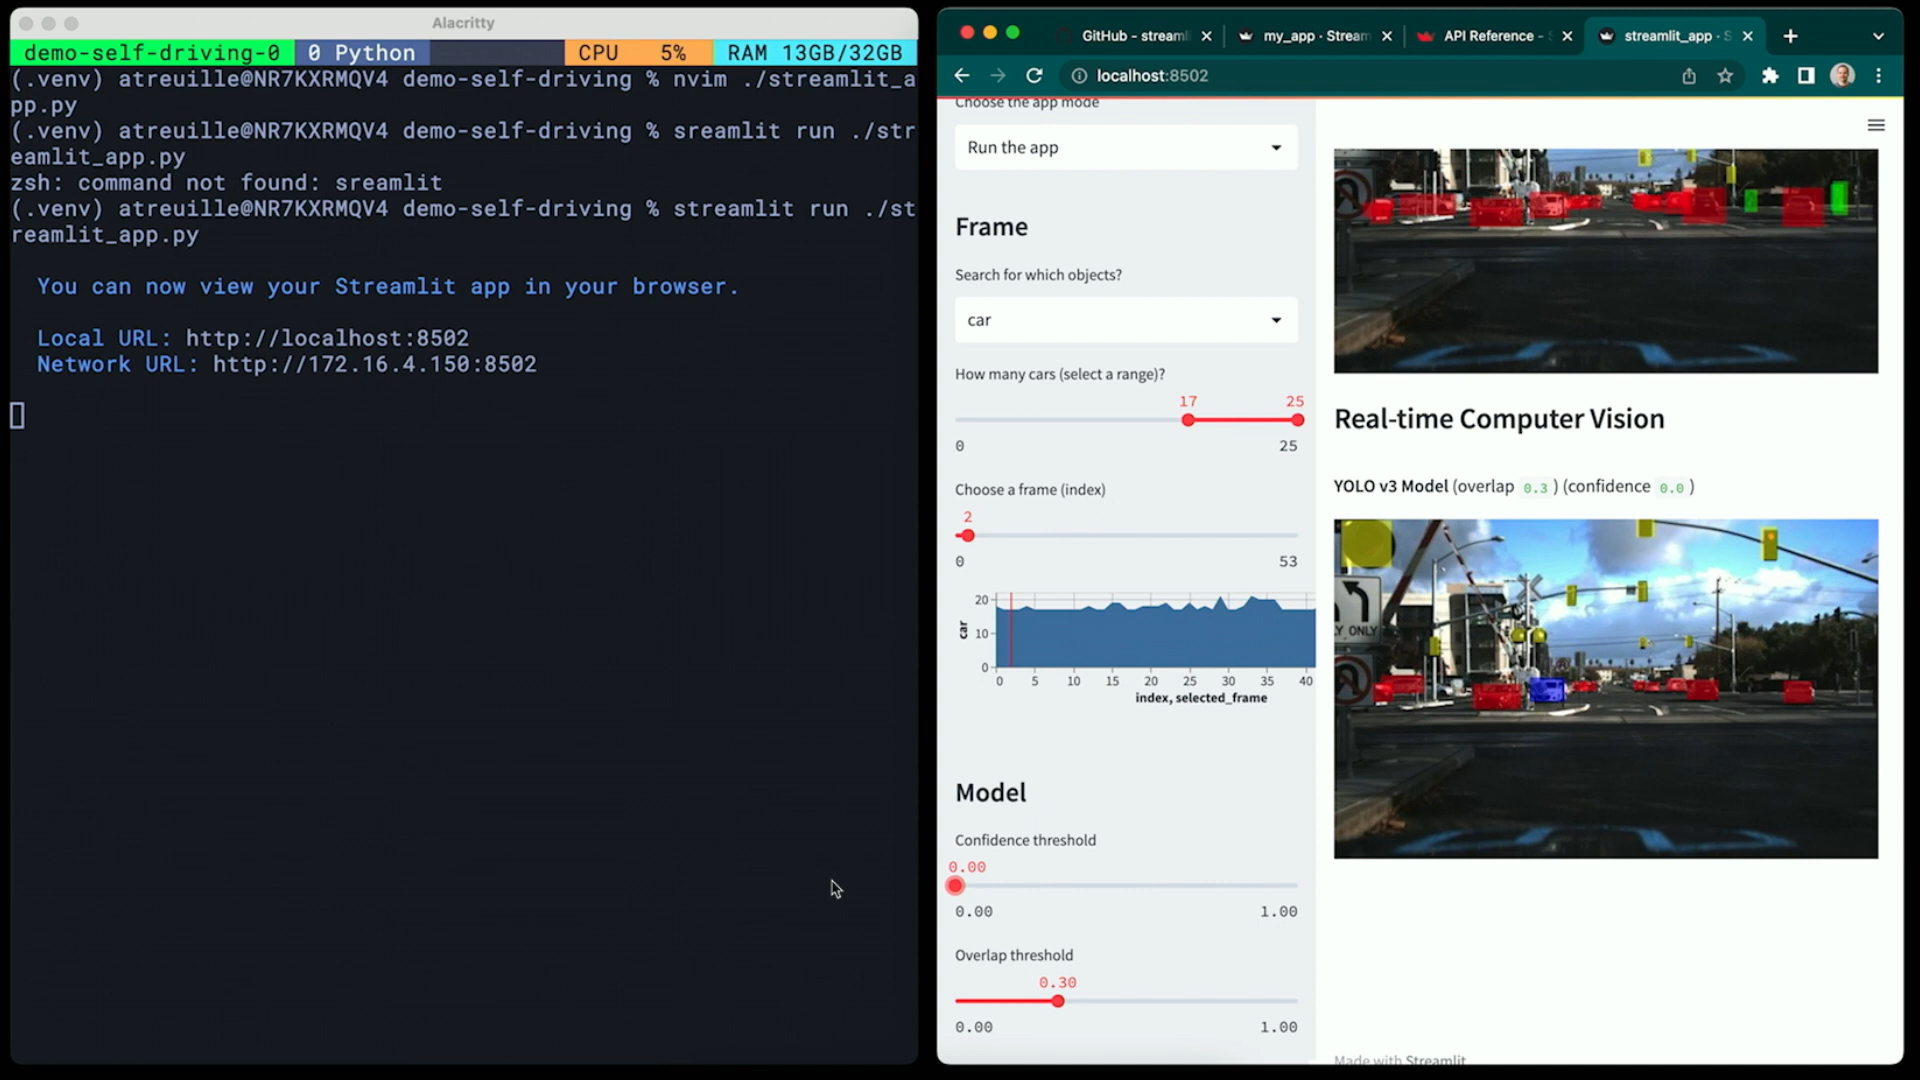 Alacritty
demo-self-driving-0 0 Python CPU 5% RAM 13GB/32GB
(.venv) atreuille@NR7KXRMQV4 demo-self-driving % nvim ./streamlit_a
pp.py
(.venv) atreuille@NR7KXRMQV4 demo-self-driving % sreamlit run ./str
eamlit_app.py
zsh: command not found: sreamlit
(.venv) atreuille@NR7KXRMQV4 demo-self-driving % streamlit run ./st
reamlit_app.py
You can now view your Streamlit app in your browser.
Local URL: http://localhost:8502
Network URL: http://172.16.4.150:8502
GitHub - streaml
my_app · Stream
API Reference -
streamlit_app · S
localhost:8502
Choose the app mode
Run the app
Frame
Search for which objects?
car
How many cars (select a range)?
17 25
0 25
Choose a frame (index)
2
0 53
20
10
0
car
0 5 10 15 20 25 30 35 40
index, selected_frame
Model
Confidence threshold
0.00
0.00 1.00
Overlap threshold
0.30
0.00 1.00
Real-time Computer Vision
YOLO v3 Model (overlap 0.3 ) (confidence 0.0 )
LY ONLY
Made with Streamlit